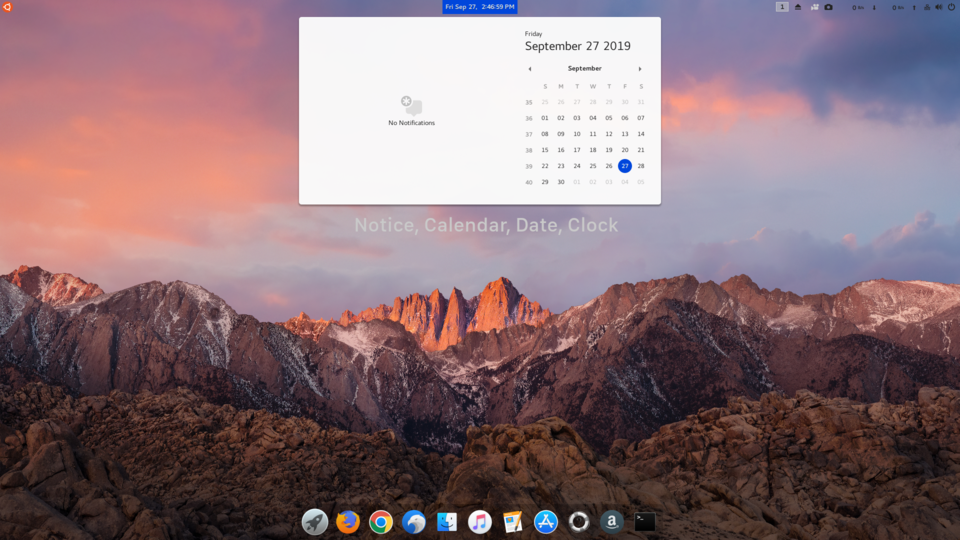 Fri Sep 27, 2:46:59 PM
1
Friday
September 27 2019
September
S M T W T F S
35 25 26 27 28 29 30 31
36 01 02 03 04 05 06 07
37 08 09 10 11 12 13 14
38 15 16 17 18 19 20 21
39 22 23 24 25 26 27 28
40 29 30 01 02 03 04 05
No Notifications
Notice, Calendar, Date, Clock